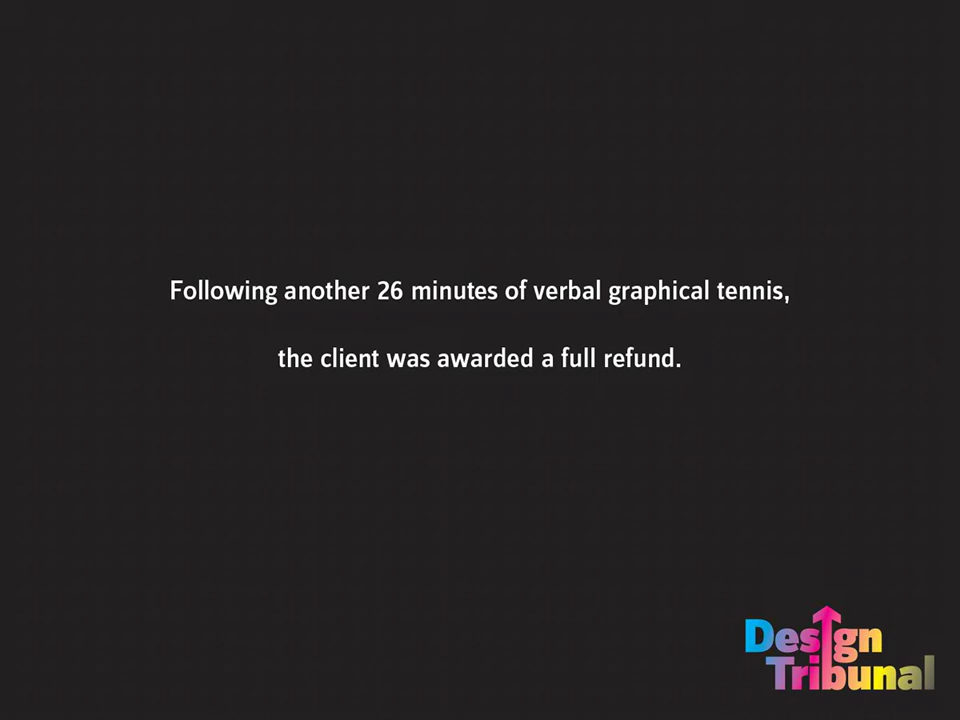 Following another 26 minutes of verbal graphical tennis,
the client was awarded a full refund.
Design
Tribunal